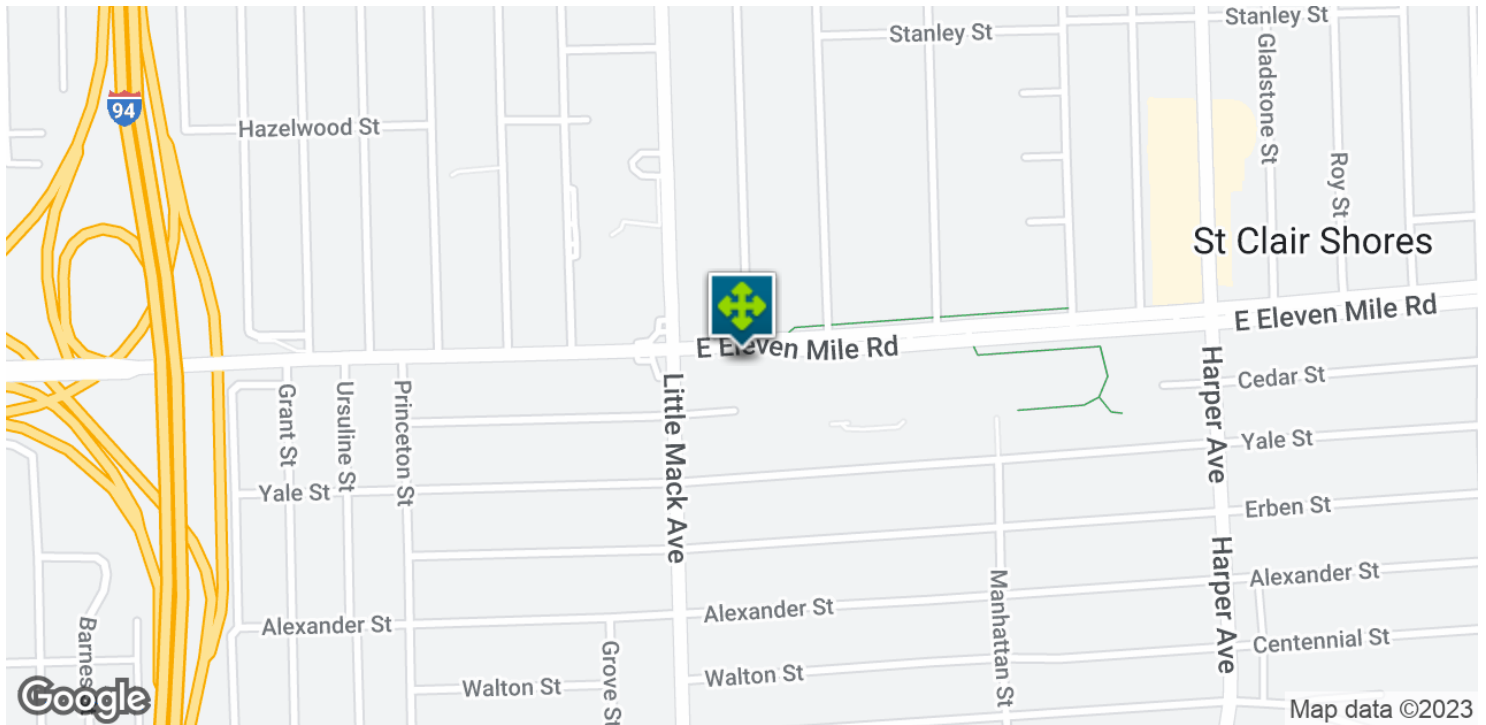 Stanley St
Stanley St
94
Hazelwood St
Gladstone St
Roy St
St Clair Shores
E Eleven Mile Rd
E Eleven Mile Rd
Grant St
Ursuline St
Princeton St
Little Mack Ave
Harper Ave
Cedar St
Yale St
Yale St
Erben St
Alexander St
Alexander St
Alexander St
Manhattan St
Harper Ave
Barnes
Grove St
Walton St
Walton St
Centennial St
Google
Map data ©2023